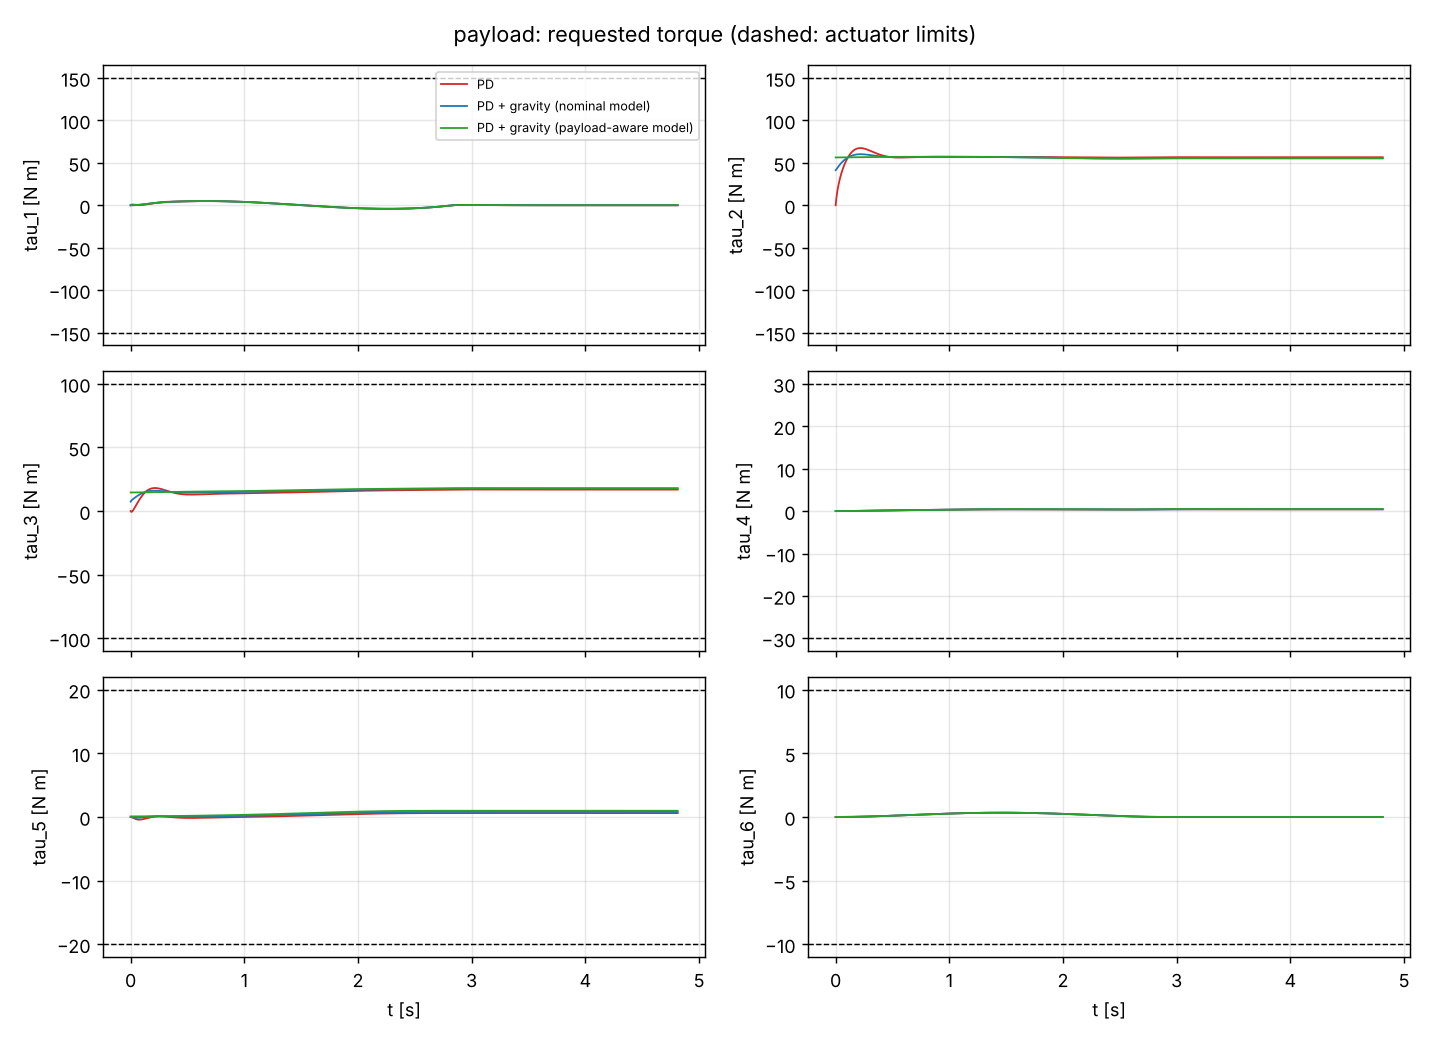 payload: requested torque (dashed: actuator limits)
150
100
50
0
−50
−100
−150
tau_1 [N m]
PD
PD + gravity (nominal model)
PD + gravity (payload-aware model)
150
100
50
0
−50
−100
−150
tau_2 [N m]
100
50
0
−50
−100
tau_3 [N m]
30
20
10
0
−10
−20
−30
tau_4 [N m]
20
10
0
−10
−20
tau_5 [N m]
0 1 2 3 4 5
t [s]
10
5
0
−5
−10
tau_6 [N m]
0 1 2 3 4 5
t [s]